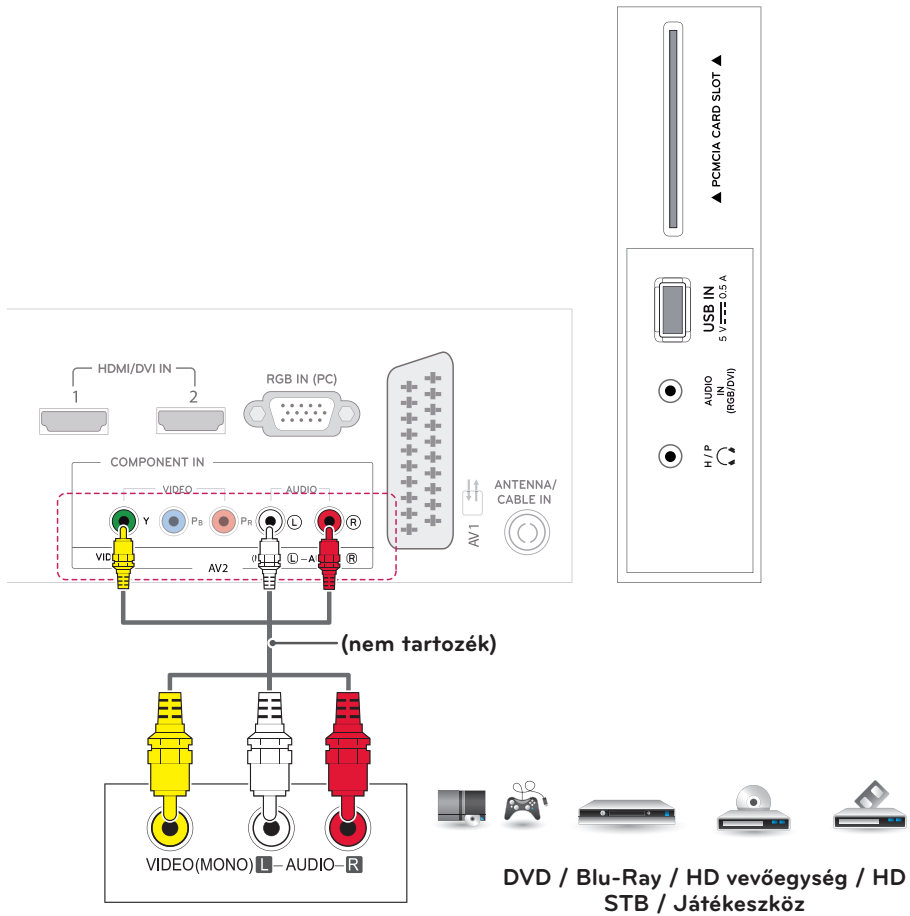 ▲ PCMCIA CARD SLOT ▲
USB IN
5 V 0.5 A
AUDIO
IN
(RGB/DVI)
H / P
HDMI/DVI IN
1 2
RGB IN (PC)
COMPONENT IN
VIDEO AUDIO
Y PB PR L R
L AV2 R
AV1
ANTENNA/
CABLE IN
(nem tartozék)
VIDEO(MONO) L–AUDIO–R
DVD / Blu-Ray / HD vevőegység / HD
STB / Játékeszköz